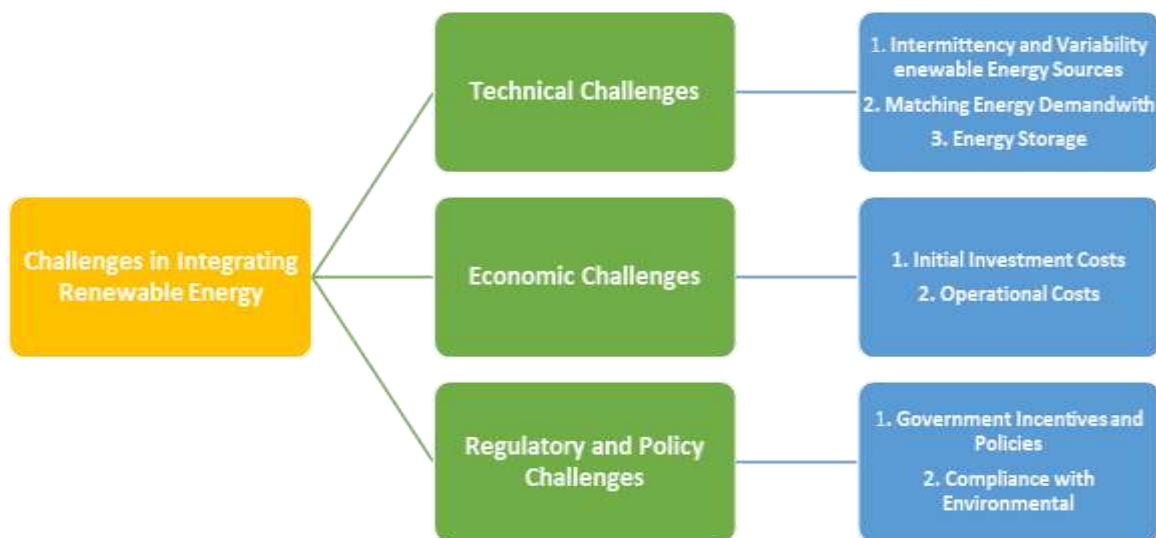 Challenges in Integrating
Renewable Energy
Technical Challenges
1. Intermittency and Variability
enewable Energy Sources
2. Matching Energy Demandwith
3. Energy Storage
Economic Challenges
1. Initial Investment Costs
2. Operational Costs
Regulatory and Policy
Challenges
1. Government Incentives and
Policies
2. Compliance with
Environmental